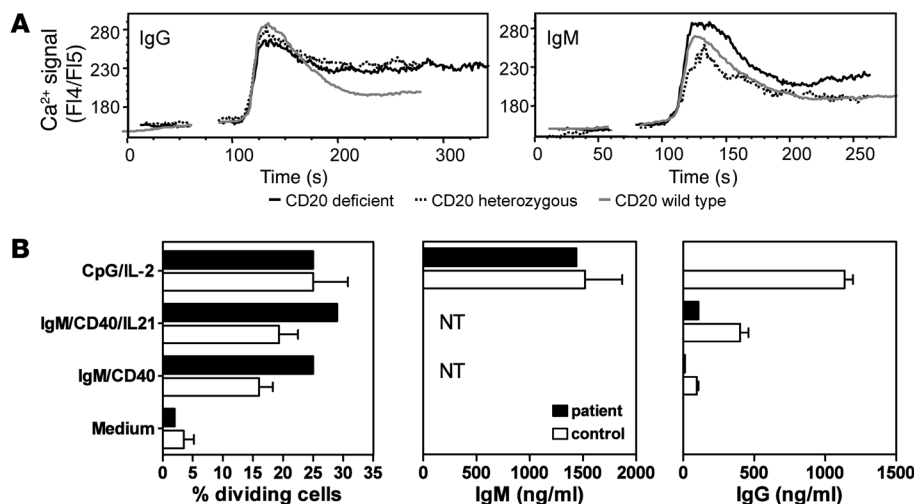 A
IgG
IgM
Ca²⁺ signal
(Fl4/Fl5)
280
230
180
0
100
200
300
Time (s)
280
230
180
0
50
100
150
200
250
Time (s)
CD20 deficient
CD20 heterozygous
CD20 wild type
B
CpG/IL-2
IgM/CD40/IL21
IgM/CD40
Medium
0 5 10 15 20 25 30 35
% dividing cells
NT
NT
patient
control
0 500 1000 1500 2000
IgM (ng/ml)
0 500 1000 1500
IgG (ng/ml)